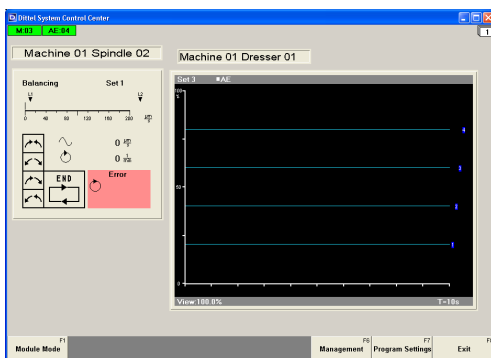 Dittel System Control Center
M:03 AE:04
1
Machine 01 Spindle 02
Machine 01 Dresser 01
Balancing Set 1
L1 L2
0 40 80 120 160 200
0
0
END
Error
Set 3 AE
100
%
50
0
4
3
2
1
View:100.0% T=10s
F1
Module Mode
F6
Management
F7
Program Settings
Exit